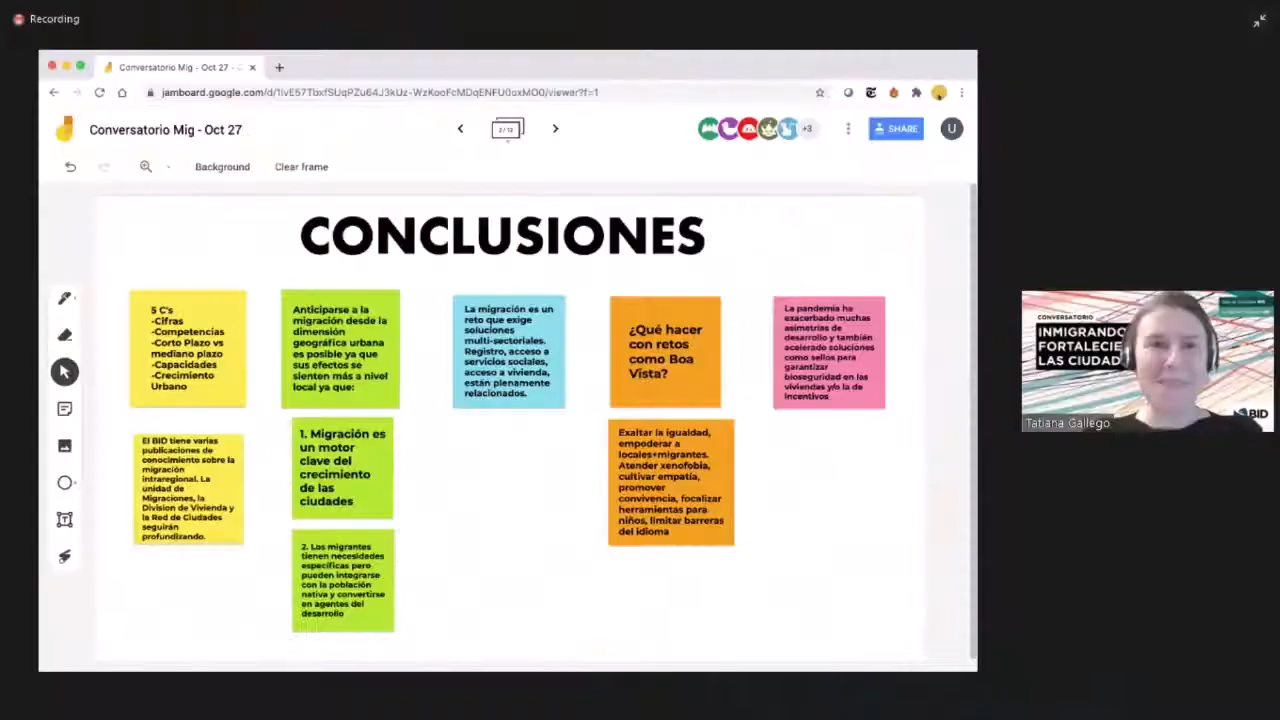 Recording
Conversatorio Mig - Oct 27 -
Conversatorio Mig - Oct 27
2 / 12
+3
SHARE
U
Background
Clear frame
CONCLUSIONES
5 C's
-Cifras
-Competencias
-Corto Plazo vs
mediano plazo
-Capacidades
-Crecimiento
Urbano
El BID tiene varias
publicaciones de
conocimiento sobre la
migración
intraregional. La
unidad de
Migraciones, la
Division de Vivienda y
la Red de Ciudades
seguirán
profundizando.
Anticiparse a la
migración desde la
dimensión
geográfica urbana
es posible ya que
sus efectos se
sienten más a nivel
local ya que:
1. Migración es
un motor
clave del
crecimiento
de las
ciudades
2. Los migrantes
tienen necesidades
específicas pero
pueden integrarse
con la población
nativa y convertirse
en agentes del
desarrollo
La migración es un
reto que exige
soluciones
multi-sectoriales.
Registro, acceso a
servicios sociales,
acceso a vivienda,
están plenamente
relacionados.
¿Qué hacer
con retos
como Boa
Vista?
Exaltar la igualdad,
empoderar a
locales+migrantes.
Atender xenofobia,
cultivar empatía,
promover
convivencia, focalizar
herramientas para
niños, limitar barreras
del idioma
La pandemia ha
exacerbado muchas
asimetrías de
desarrollo y también
acelerado soluciones
como sellos para
garantizar
bioseguridad en las
viviendas y/o la de
incentivos
CONVERSATORIO
INMIGRANDO
FORTALECIE
LAS CIUDAD
BID
Tatiana Gallego